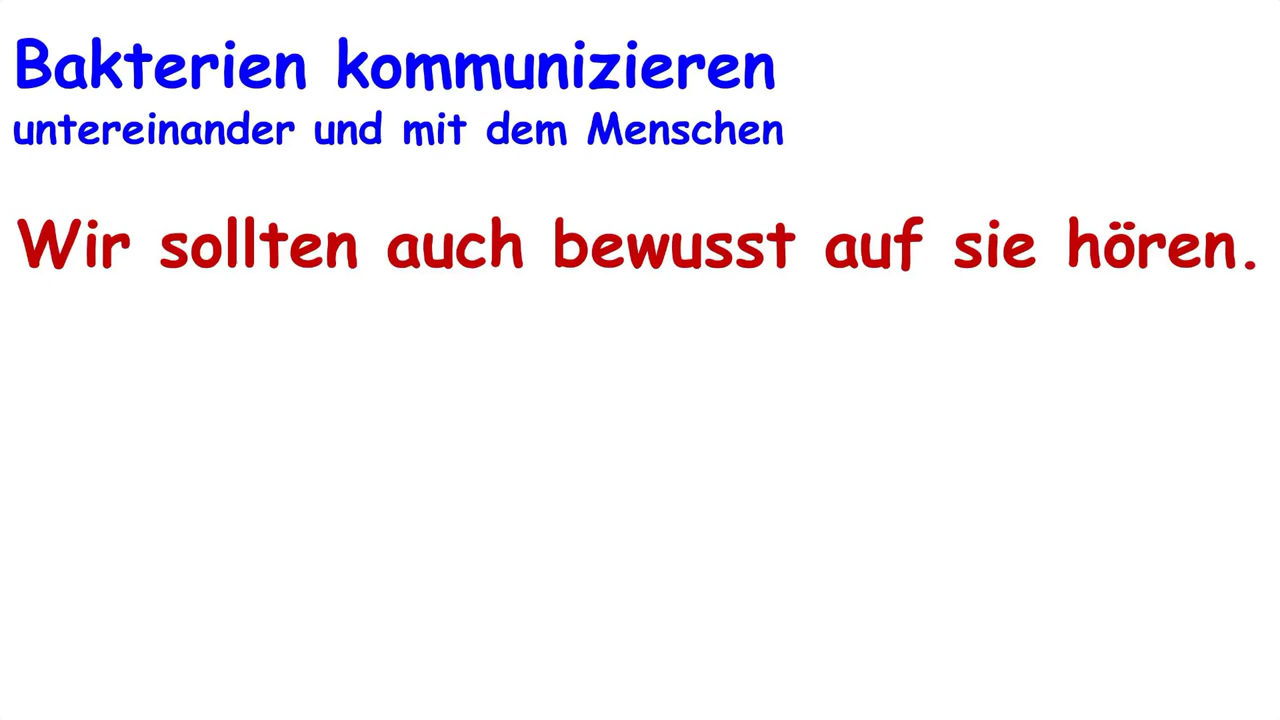 Bakterien kommunizieren
untereinander und mit dem Menschen
Wir sollten auch bewusst auf sie hören.